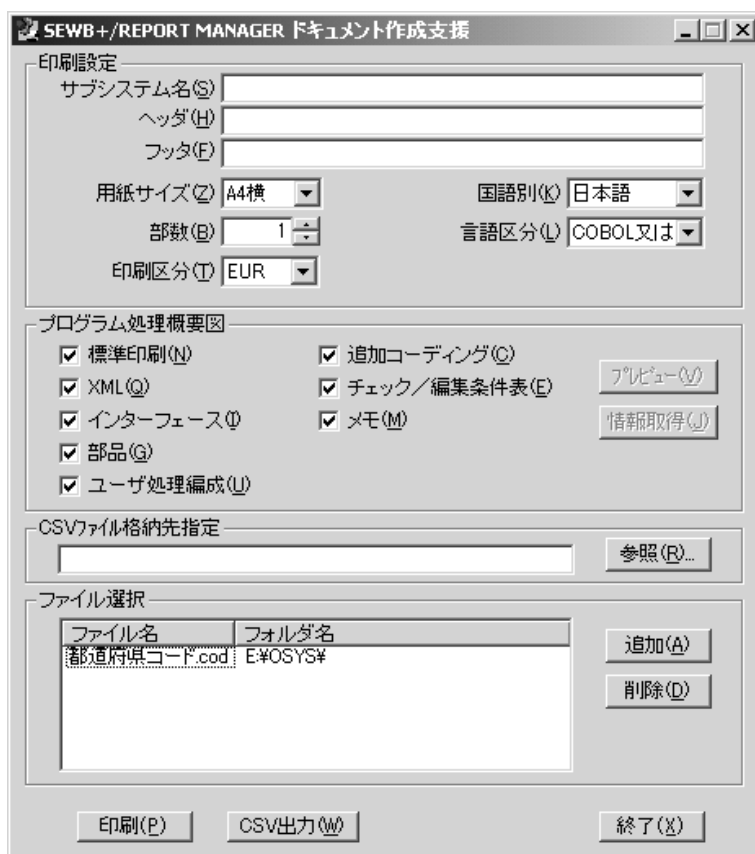 SEWB+/REPORT MANAGER ドキュメント作成支援
印刷設定
サブシステム名(S)
ヘッダ(H)
フッタ(F)
用紙サイズ(Z) A4横 国語別(K) 日本語
部数(B) 1 言語区分(L) COBOL又は
印刷区分(T) EUR
プログラム処理概要図
標準印刷(N) 追加コーディング(C)
XML(Q) チェック／編集条件表(E) プレビュー(V)
インターフェース(I) メモ(M) 情報取得(J)
部品(G)
ユーザ処理編成(U)
CSVファイル格納先指定
参照(R)...
ファイル選択
ファイル名 フォルダ名
都道府県コード.cod E:¥OSYS¥
追加(A)
削除(D)
印刷(P) CSV出力(W) 終了(X)